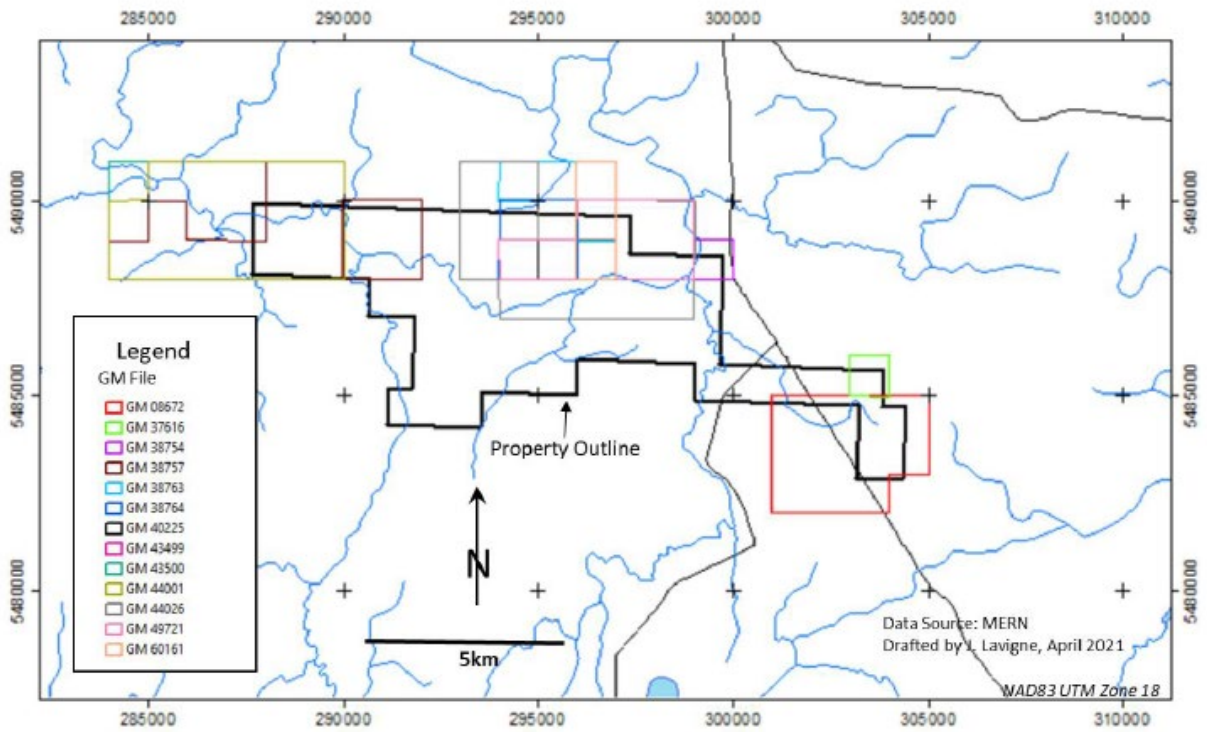 285000 290000 295000 300000 305000 310000
5490000 5490000
5485000 5485000
5480000 5480000
Legend
GM File
GM 08672
GM 37616
GM 38754
GM 38757
GM 38763
GM 38764
GM 40225
GM 43499
GM 43500
GM 44001
GM 44026
GM 49721
GM 60161
Property Outline
N
5km
Data Source: MERN
Drafted by J. Lavigne, April 2021
NAD83 UTM Zone 18
285000 290000 295000 300000 305000 310000